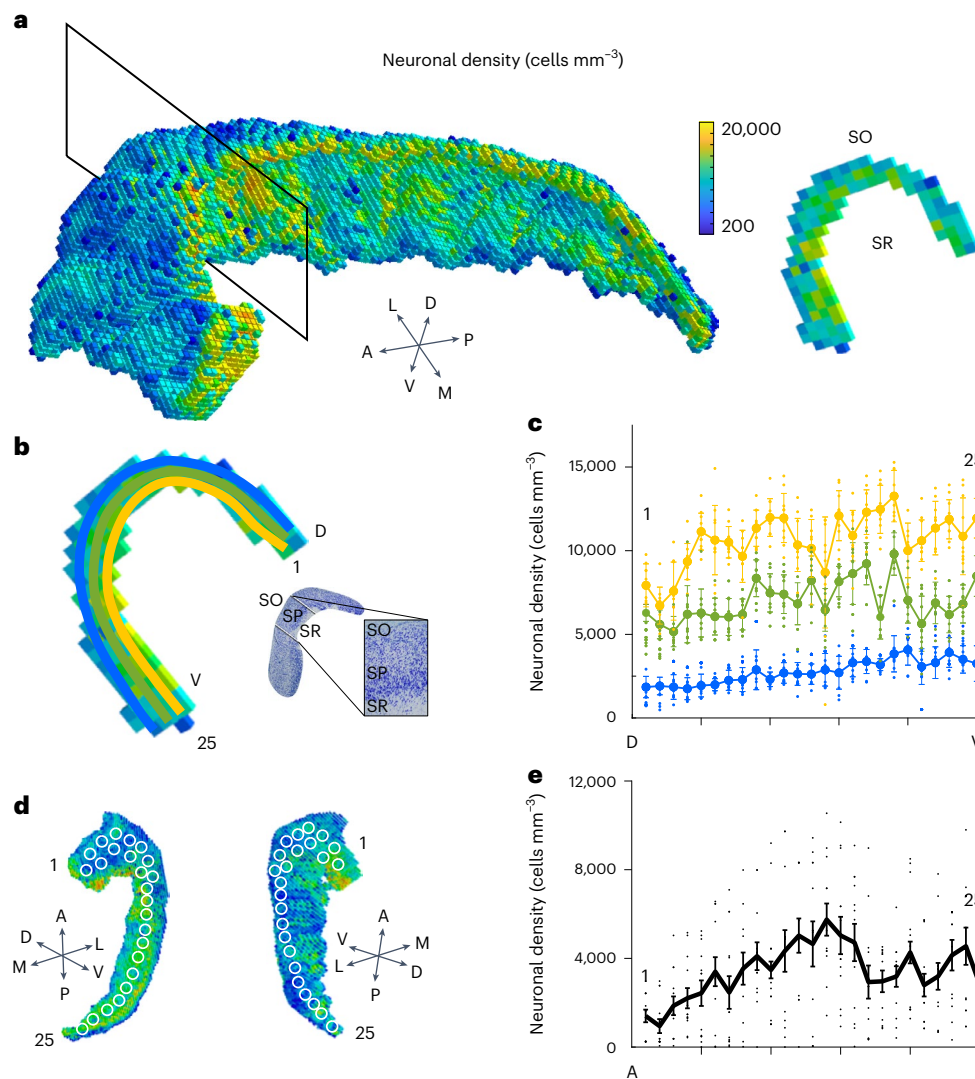 a
Neuronal density (cells mm⁻³)
20,000
200
SO
SR
L
D
A
P
V
M
b
D
1
SO
SP
SR
SO
SP
SR
V
25
c
Neuronal density (cells mm⁻³)
15,000
10,000
5,000
0
1
2
D
d
1
A
D
L
M
V
P
25
1
A
V
M
L
D
P
25
e
Neuronal density (cells mm⁻³)
12,000
8,000
4,000
0
1
2
A